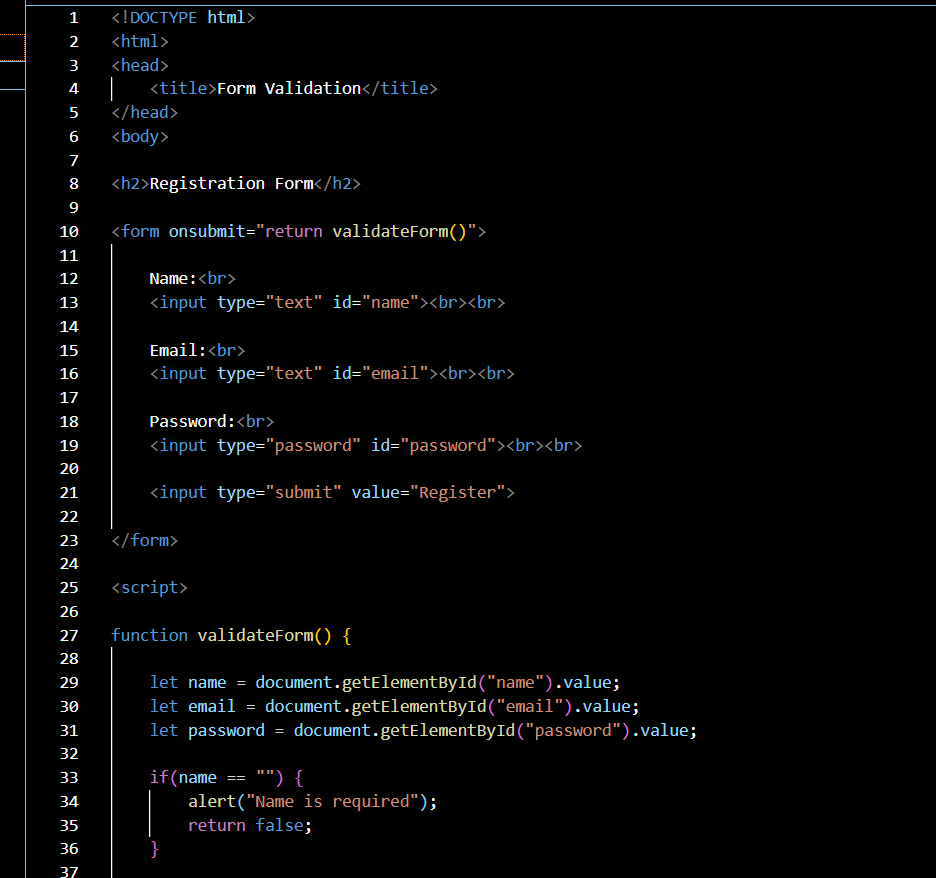 1 <!DOCTYPE html>
2 <html>
3 <head>
4     <title>Form Validation</title>
5 </head>
6 <body>
7
8 <h2>Registration Form</h2>
9
10 <form onsubmit="return validateForm()">
11
12     Name:<br>
13     <input type="text" id="name"><br><br>
14
15     Email:<br>
16     <input type="text" id="email"><br><br>
17
18     Password:<br>
19     <input type="password" id="password"><br><br>
20
21     <input type="submit" value="Register">
22
23 </form>
24
25 <script>
26
27 function validateForm() {
28
29     let name = document.getElementById("name").value;
30     let email = document.getElementById("email").value;
31     let password = document.getElementById("password").value;
32
33     if(name == "") {
34         alert("Name is required");
35         return false;
36     }
37